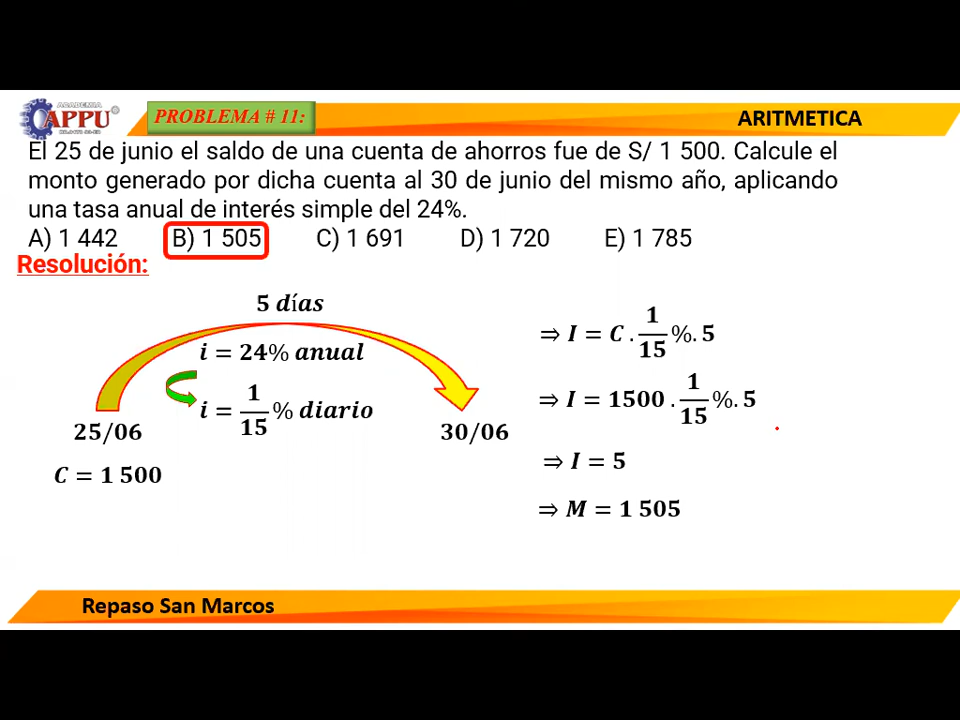 ACADEMIA
APPU
PROBLEMA # 11:
ARITMETICA
El 25 de junio el saldo de una cuenta de ahorros fue de S/ 1 500. Calcule el
monto generado por dicha cuenta al 30 de junio del mismo año, aplicando
una tasa anual de interés simple del 24%.
A) 1 442 B) 1 505 C) 1 691 D) 1 720 E) 1 785
Resolución:
5 días
i = 24% anual
i = 1/15 % diario
25/06
30/06
C = 1 500
⇒ I = C . 1/15 %. 5
⇒ I = 1500 . 1/15 %. 5
⇒ I = 5
⇒ M = 1 505
Repaso San Marcos